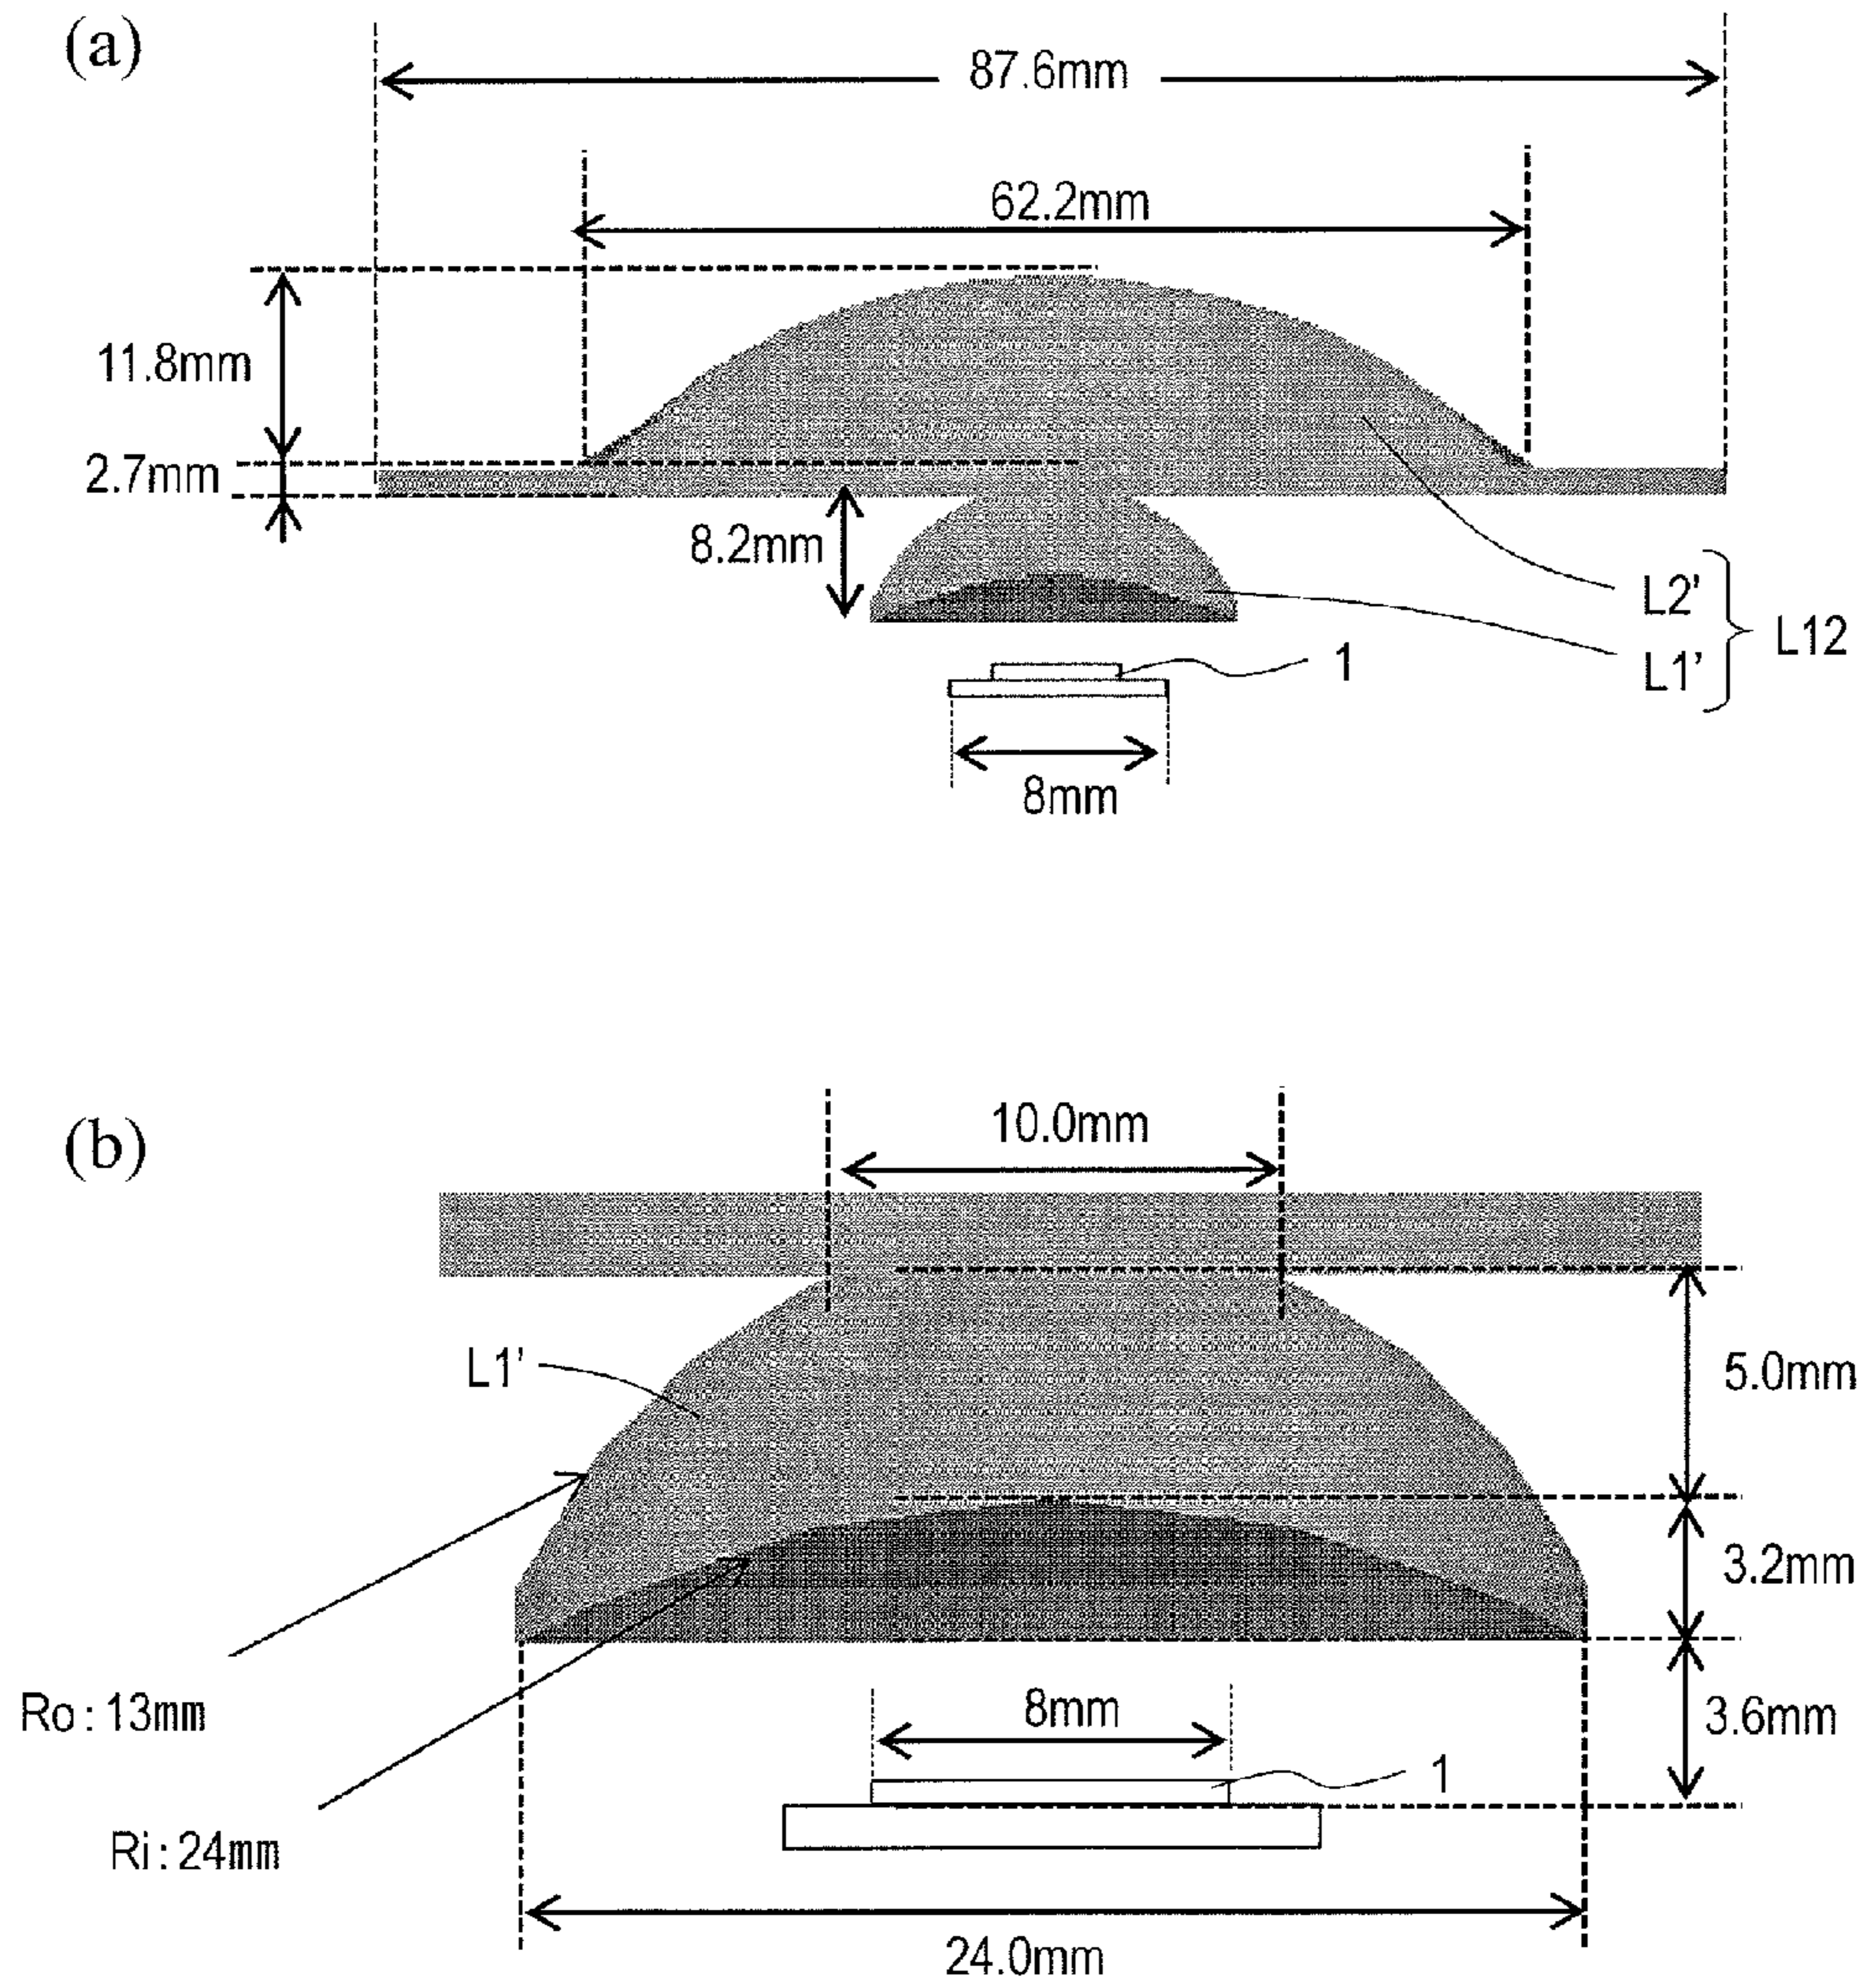 (a)
87.6mm
62.2mm
11.8mm
2.7mm
8.2mm
L2'
L12
L1'
1
8mm
(b)
10.0mm
L1'
5.0mm
3.2mm
Ro:13mm
8mm
3.6mm
1
Ri:24mm
24.0mm